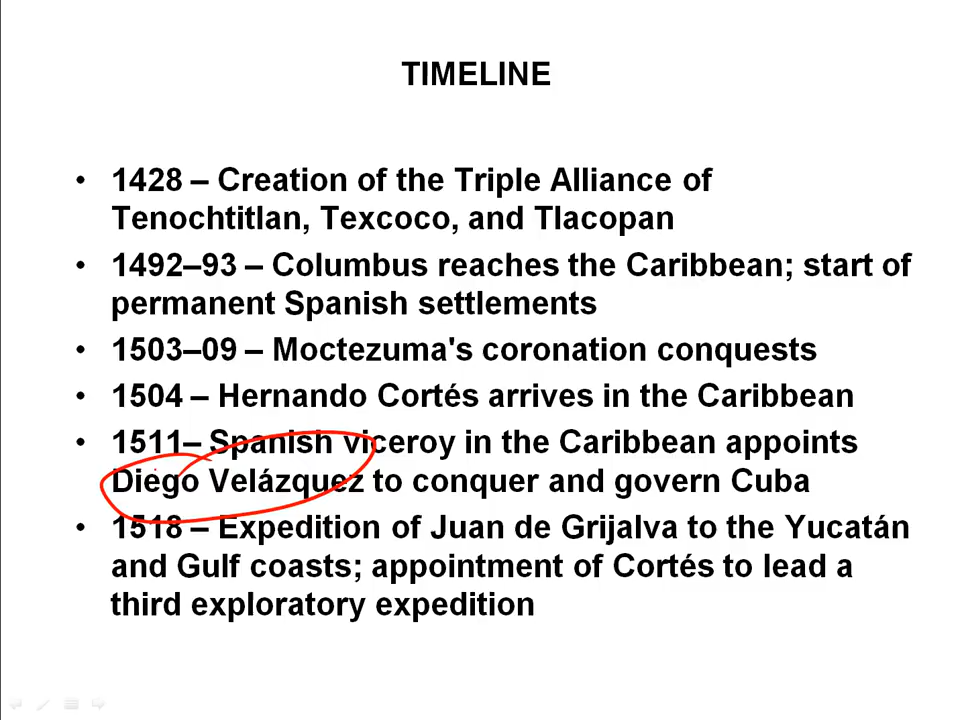 TIMELINE
• 1428 – Creation of the Triple Alliance of
Tenochtitlan, Texcoco, and Tlacopan
• 1492–93 – Columbus reaches the Caribbean; start of
permanent Spanish settlements
• 1503–09 – Moctezuma's coronation conquests
• 1504 – Hernando Cortés arrives in the Caribbean
• 1511– Spanish viceroy in the Caribbean appoints
Diego Velázquez to conquer and govern Cuba
• 1518 – Expedition of Juan de Grijalva to the Yucatán
and Gulf coasts; appointment of Cortés to lead a
third exploratory expedition